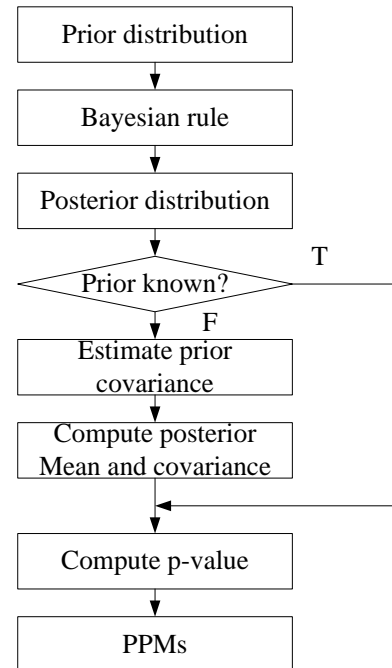 Prior distribution
Bayesian rule
Posterior distribution
T
Prior known?
F
Estimate prior
covariance
Compute posterior
Mean and covariance
Compute p-value
PPMs